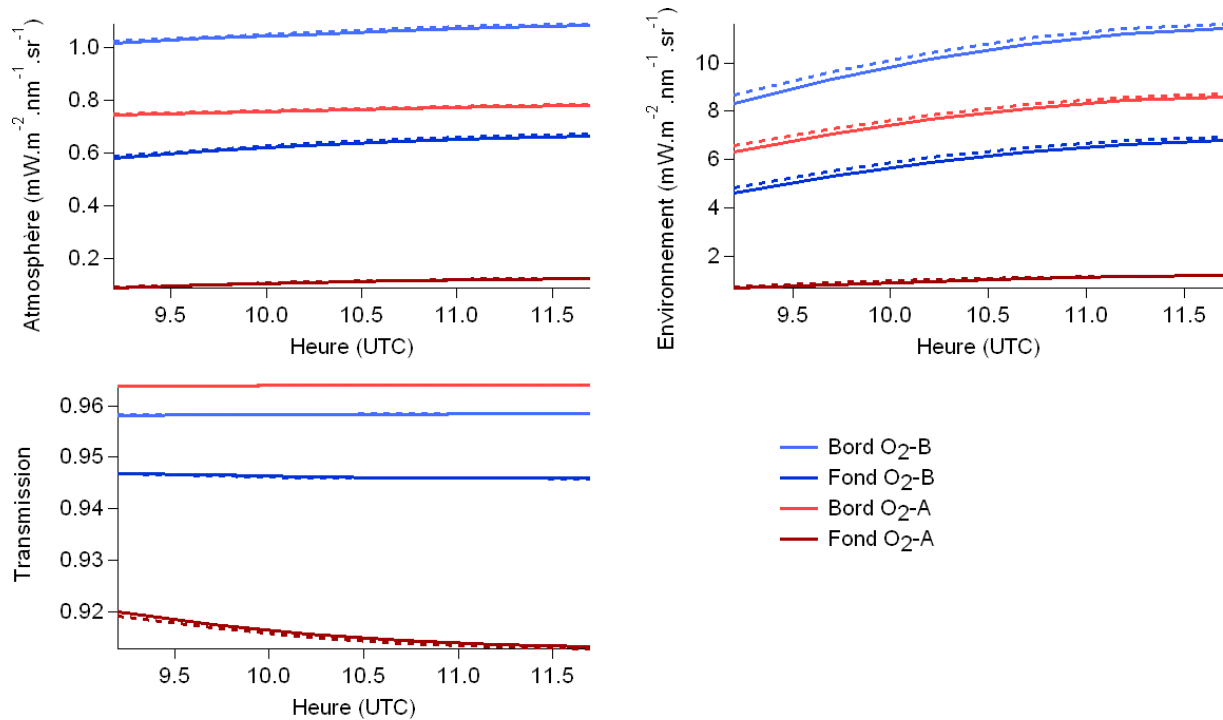 Atmosphère (mW.m⁻².nm⁻¹.sr⁻¹)
1.0
0.8
0.6
0.4
0.2
9.5 10.0 10.5 11.0 11.5
Heure (UTC)
Environnement (mW.m⁻².nm⁻¹.sr⁻¹)
10
8
6
4
2
9.5 10.0 10.5 11.0 11.5
Heure (UTC)
Transmission
0.96
0.95
0.94
0.93
0.92
9.5 10.0 10.5 11.0 11.5
Heure (UTC)
Bord O₂-B
Fond O₂-B
Bord O₂-A
Fond O₂-A